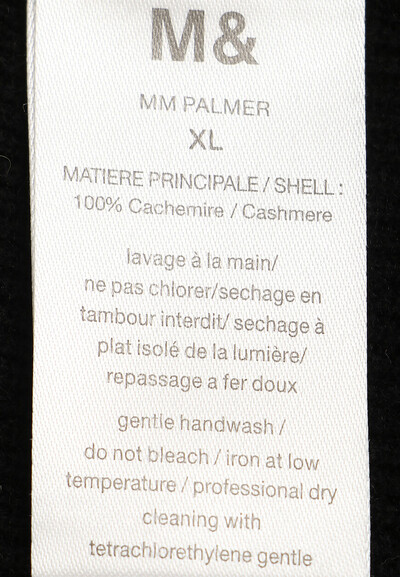 M&
MM PALMER
XL
MATIERE PRINCIPALE / SHELL :
100% Cachemire / Cashmere
lavage à la main/
ne pas chlorer/sechage en
tambour interdit/ sechage à
plat isolé de la lumière/
repassage a fer doux
gentle handwash /
do not bleach / iron at low
temperature / professional dry
cleaning with
tetrachlorethylene gentle